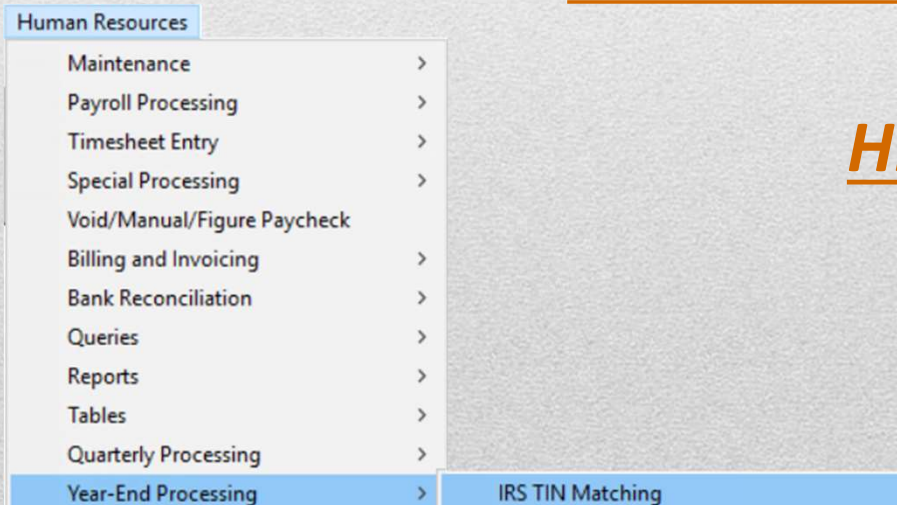 Human Resources
Maintenance
Payroll Processing
Timesheet Entry
Special Processing
Void/Manual/Figure Paycheck
Billing and Invoicing
Bank Reconciliation
Queries
Reports
Tables
Quarterly Processing
Year-End Processing
IRS TIN Matching